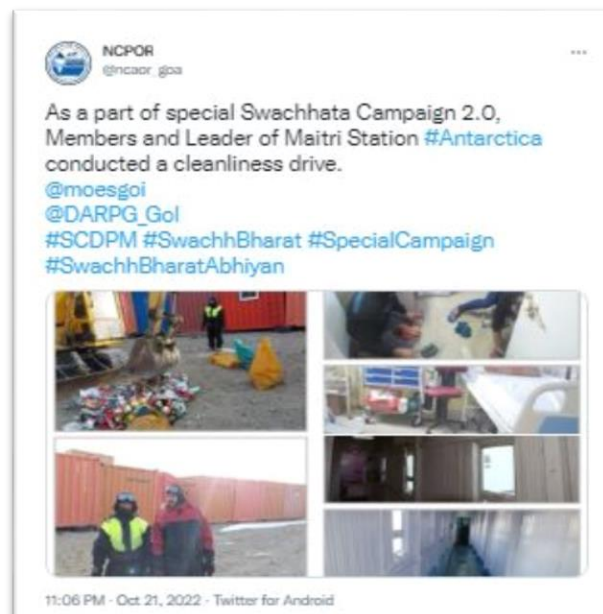 NCPOR
@ncaor_goa
As a part of special Swachhata Campaign 2.0,
Members and Leader of Maitri Station #Antarctica
conducted a cleanliness drive.
@moesgoi
@DARPG_GoI
#SCDPM #SwachhBharat #SpecialCampaign
#SwachhBharatAbhiyan
11:06 PM · Oct 21, 2022 · Twitter for Android